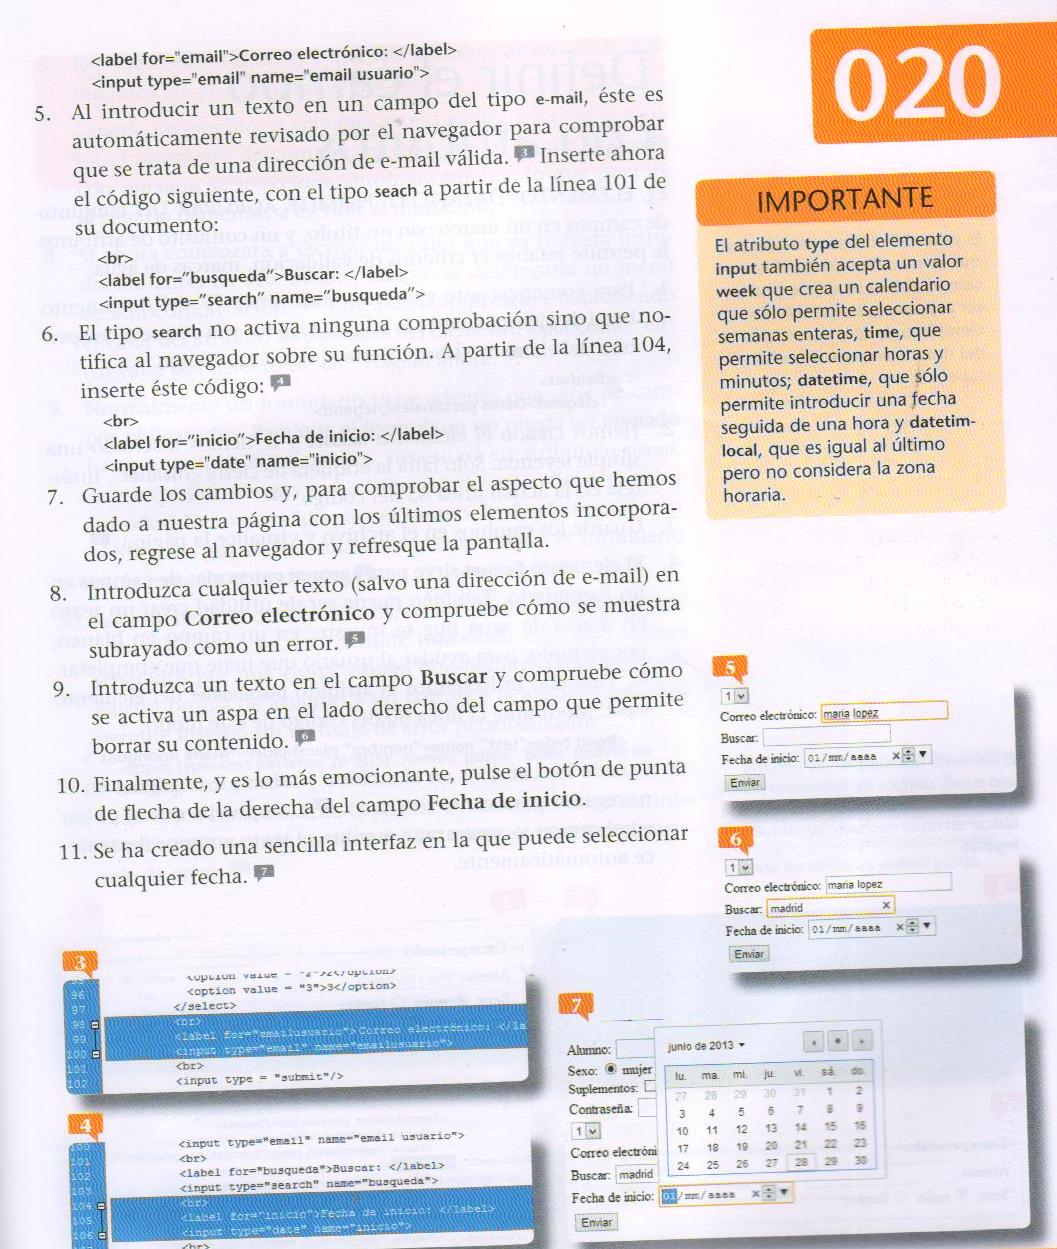 <label for="email">Correo electrónico: </label>
<input type="email" name="email usuario">
5. Al introducir un texto en un campo del tipo e-mail, éste es
automáticamente revisado por el navegador para comprobar
que se trata de una dirección de e-mail válida. 3 Inserte ahora
el código siguiente, con el tipo seach a partir de la línea 101 de
su documento:
<br>
<label for="busqueda">Buscar: </label>
<input type="search" name="busqueda">
6. El tipo search no activa ninguna comprobación sino que no-
tifica al navegador sobre su función. A partir de la línea 104,
inserte éste código: 4
<br>
<label for="inicio">Fecha de inicio: </label>
<input type="date" name="inicio">
7. Guarde los cambios y, para comprobar el aspecto que hemos
dado a nuestra página con los últimos elementos incorpora-
dos, regrese al navegador y refresque la pantalla.
8. Introduzca cualquier texto (salvo una dirección de e-mail) en
el campo Correo electrónico y compruebe cómo se muestra
subrayado como un error. 5
9. Introduzca un texto en el campo Buscar y compruebe cómo
se activa un aspa en el lado derecho del campo que permite
borrar su contenido. 6
10. Finalmente, y es lo más emocionante, pulse el botón de punta
de flecha de la derecha del campo Fecha de inicio.
11. Se ha creado una sencilla interfaz en la que puede seleccionar
cualquier fecha. 7
020
IMPORTANTE
El atributo type del elemento
input también acepta un valor
week que crea un calendario
que sólo permite seleccionar
semanas enteras, time, que
permite seleccionar horas y
minutos; datetime, que sólo
permite introducir una fecha
seguida de una hora y datetim-
local, que es igual al último
pero no considera la zona
horaria.
5
1
Correo electrónico: maria lopez
Buscar:
Fecha de inicio: 01/mm/aaaa ×
Enviar
6
1
Correo electrónico: maria lopez
Buscar: madrid ×
Fecha de inicio: 01/mm/aaaa ×
Enviar
3
<option value = "2">2</option>
96 <option value = "3">3</option>
97 </select>
98 <br>
99 <label for="emailusuario">Correo electrónico: </la
100 <input type="email" name="emailusuario">
101 <br>
102 <input type = "submit"/>
4
<input type="email" name="email usuario">
101 <br>
102 <label for="busqueda">Buscar: </label>
103 <input type="search" name="busqueda">
104 <br>
105 <label for="inicio">Fecha de inicio: </label>
106 <input type="date" name="inicio">
<br>
7
Alumno:
Sexo: mujer
Suplementos:
Contraseña:
1
Correo electróni
Buscar: madrid
Fecha de inicio: 01/mm/aaaa ×
Enviar
junio de 2013
lu. ma. mi. ju. vi. sá. do.
27 28 29 30 31 1 2
3 4 5 6 7 8 9
10 11 12 13 14 15 16
17 18 19 20 21 22 23
24 25 26 27 28 29 30